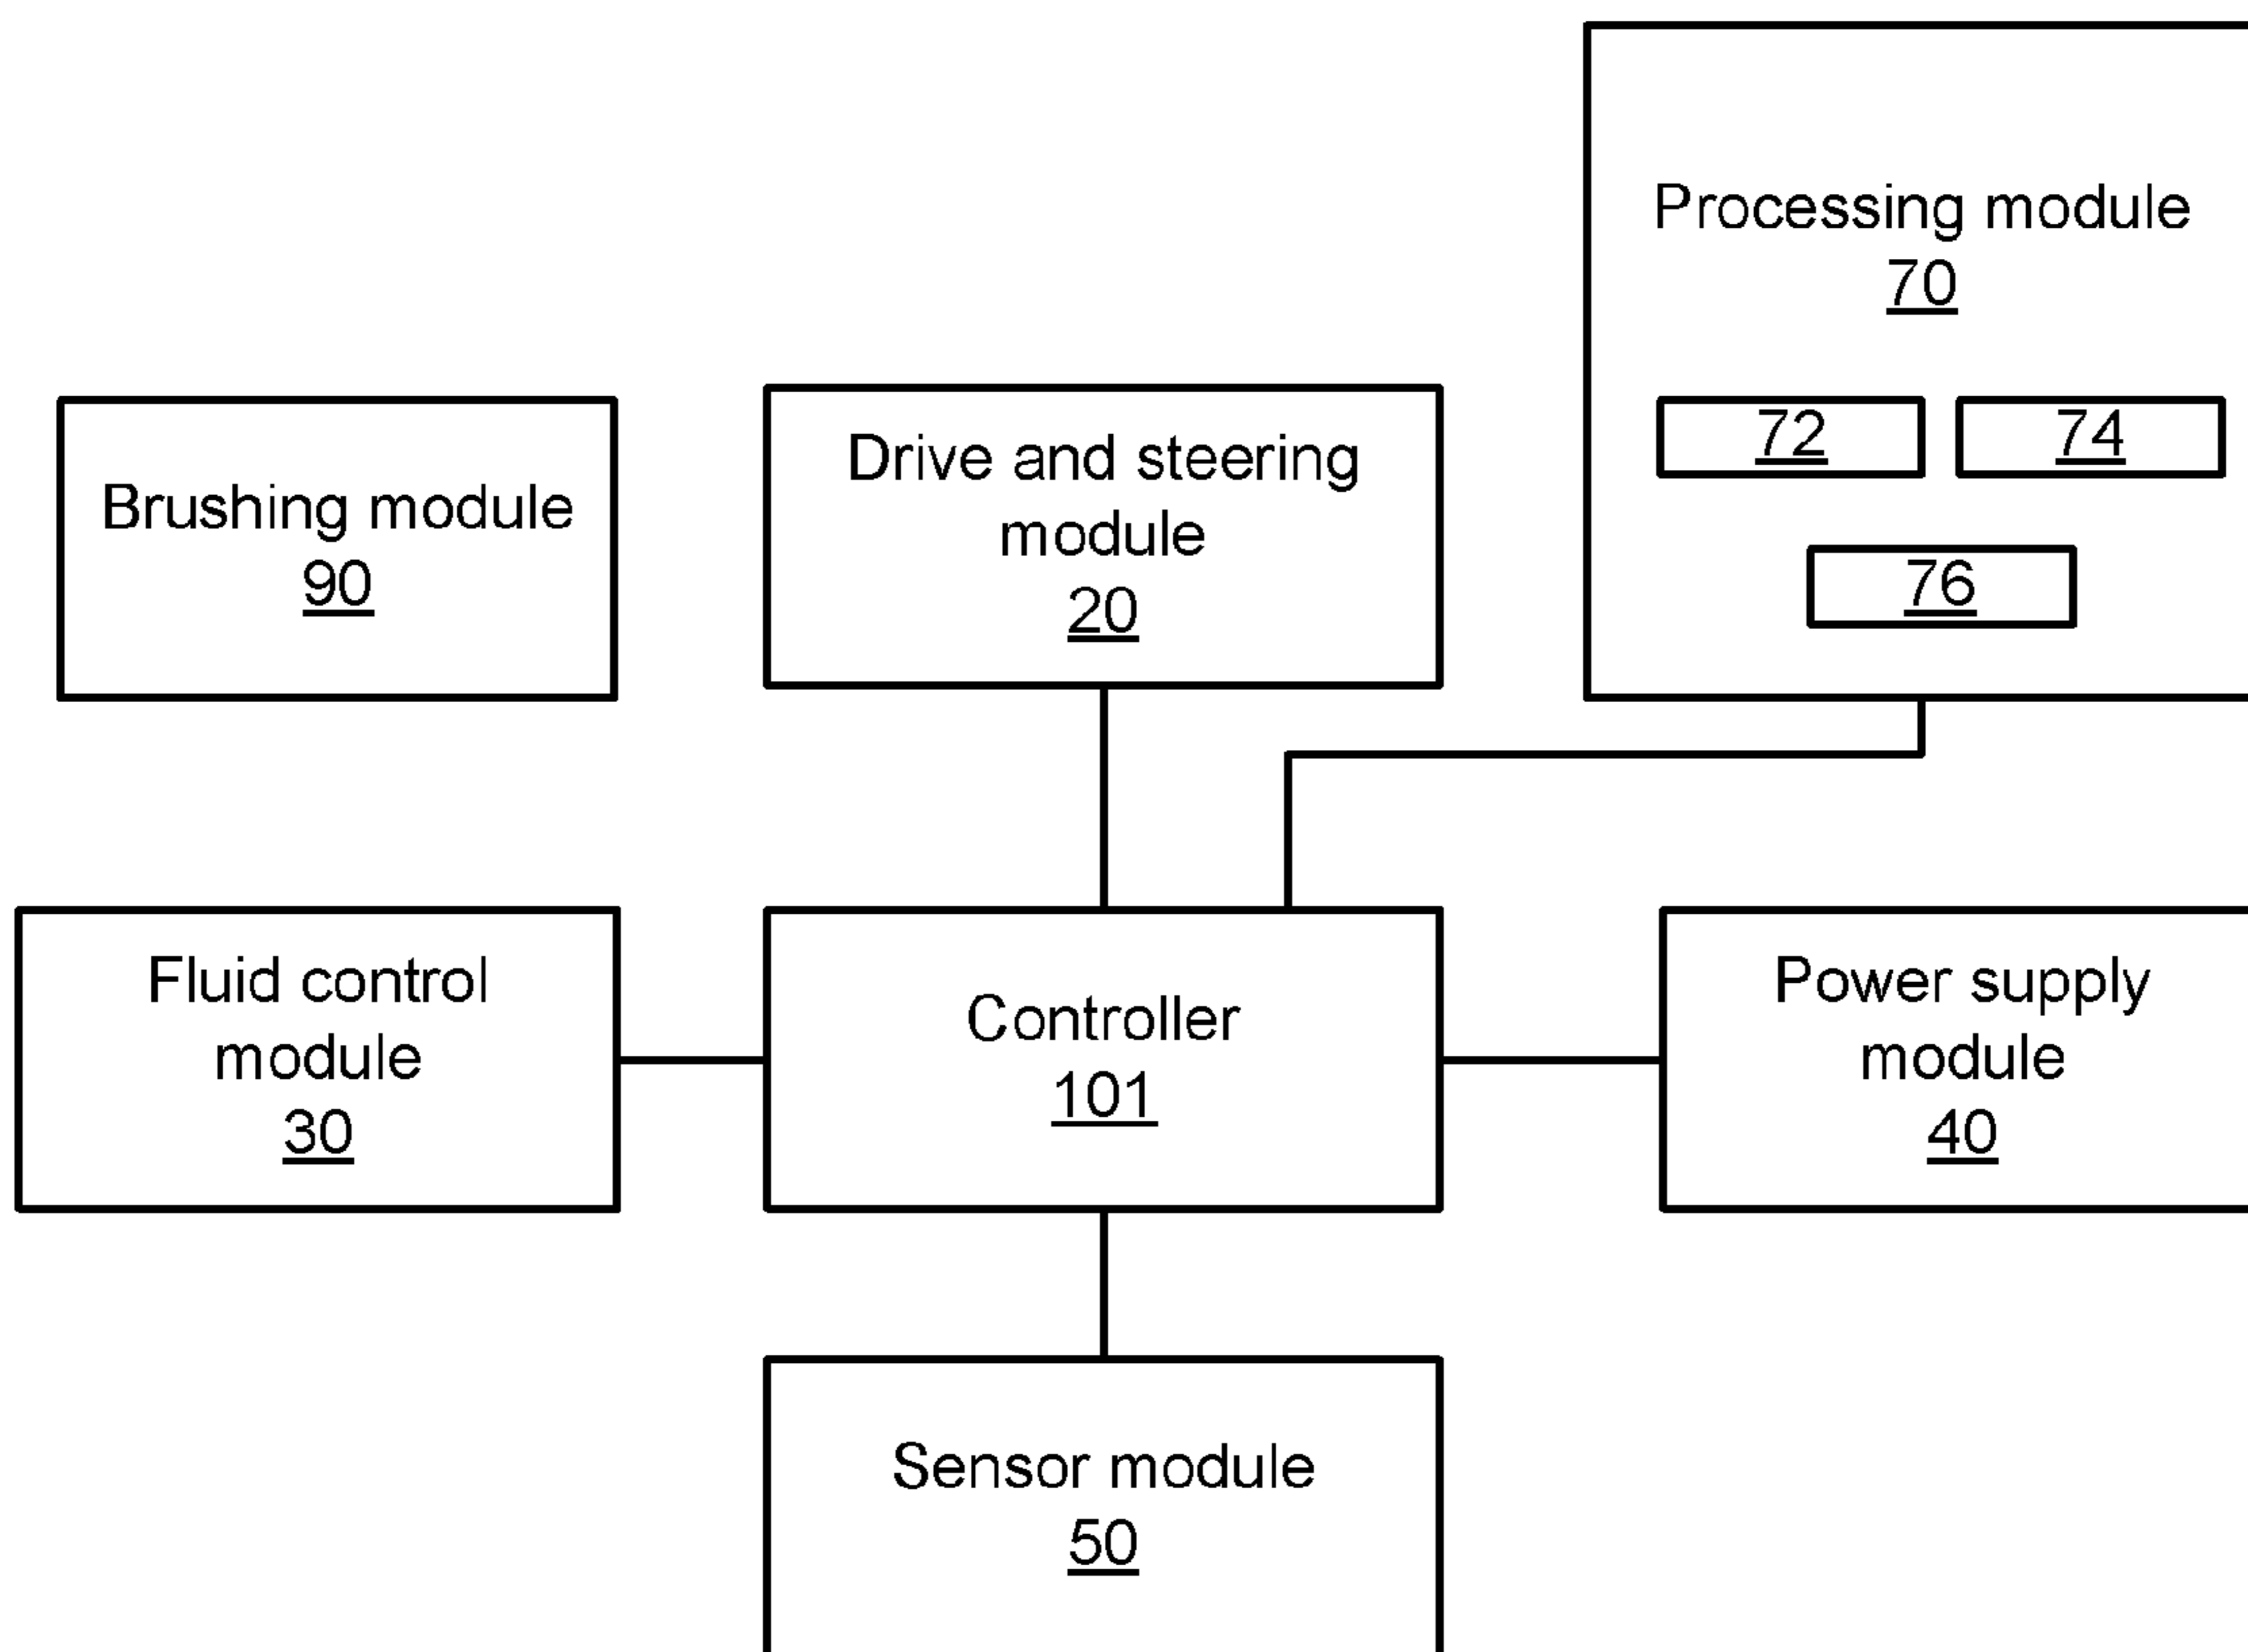 Processing module
70
72
74
76
Brushing module
90
Drive and steering
module
20
Fluid control
module
30
Controller
101
Power supply
module
40
Sensor module
50